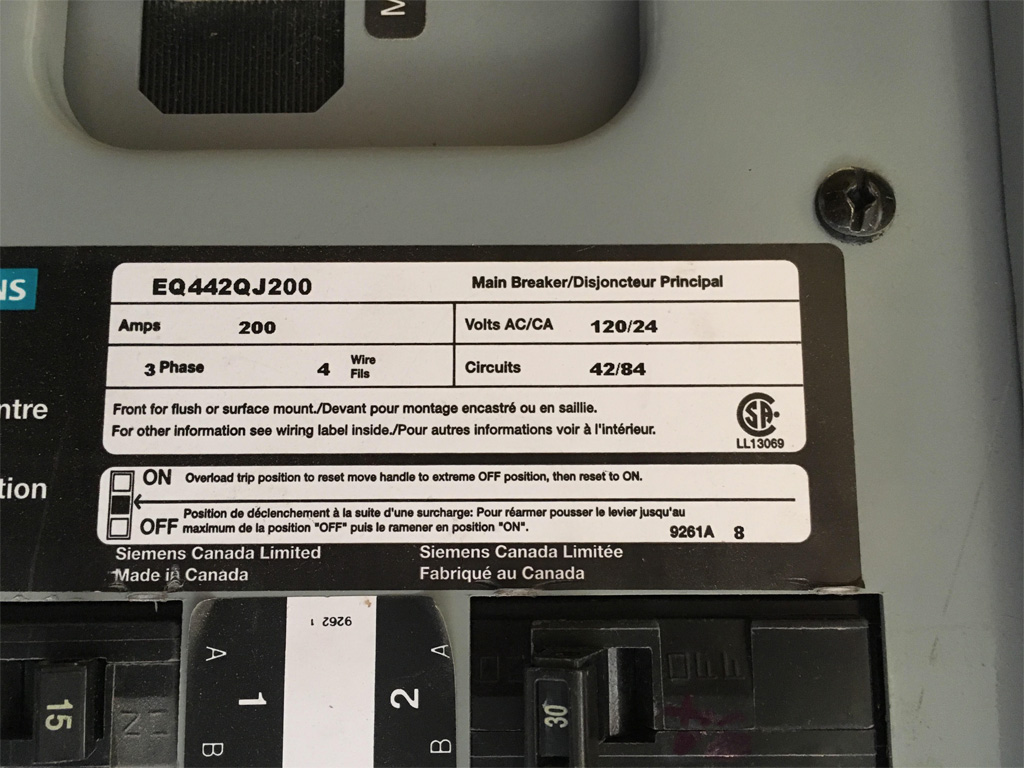 M
NS
EQ442QJ200 Main Breaker/Disjoncteur Principal
Amps 200 Volts AC/CA 120/24
3 Phase 4 Wire Fils Circuits 42/84
ntre
Front for flush or surface mount./Devant pour montage encastré ou en saillie.
For other information see wiring label inside./Pour autres informations voir à l'intérieur.
SA
LL13069
tion
ON Overload trip position to reset move handle to extreme OFF position, then reset to ON.
OFF Position de déclenchement à la suite d'une surcharge: Pour réarmer pousser le levier jusqu'au
maximum de la position "OFF" puis le ramener en position "ON".
9261A 8
Siemens Canada Limited Siemens Canada Limitée
Made in Canada Fabriqué au Canada
9262 1
A A
1 2
B B
15
ON
30
OFF